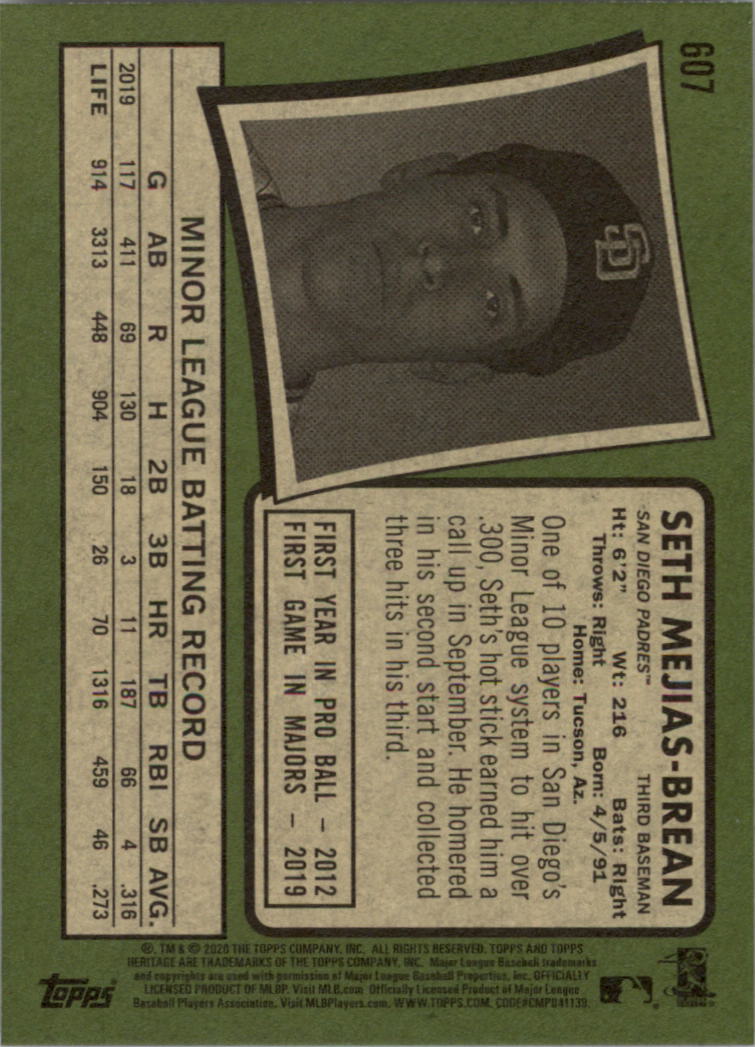 607
SETH MEJIAS-BREAN
SAN DIEGO PADRES™ THIRD BASEMAN
Ht: 6'2" Wt: 216 Bats: Right
Throws: Right Born: 4/5/91
Home: Tucson, Az.
One of 10 players in San Diego's
Minor League system to hit over
.300, Seth's hot stick earned him a
call up in September. He homered
in his second start and collected
three hits in his third.
FIRST YEAR IN PRO BALL – 2012
FIRST GAME IN MAJORS – 2019
SD
MINOR LEAGUE BATTING RECORD
G AB R H 2B 3B HR TB RBI SB AVG.
2019 117 411 69 130 18 3 11 187 66 4 .316
LIFE 914 3313 448 904 150 26 70 1316 459 46 .273
®, TM & © 2020 THE TOPPS COMPANY, INC. ALL RIGHTS RESERVED. TOPPS AND TOPPS
HERITAGE ARE TRADEMARKS OF THE TOPPS COMPANY, INC. Major League Baseball trademarks
and copyrights are used with permission of Major League Baseball Properties, Inc. OFFICIALLY
LICENSED PRODUCT OF MLBP. Visit MLB.com Officially Licensed Product of Major League
Baseball Players Association. Visit MLBPlayers.com. WWW.TOPPS.COM. CODE#CMP041139.
topps